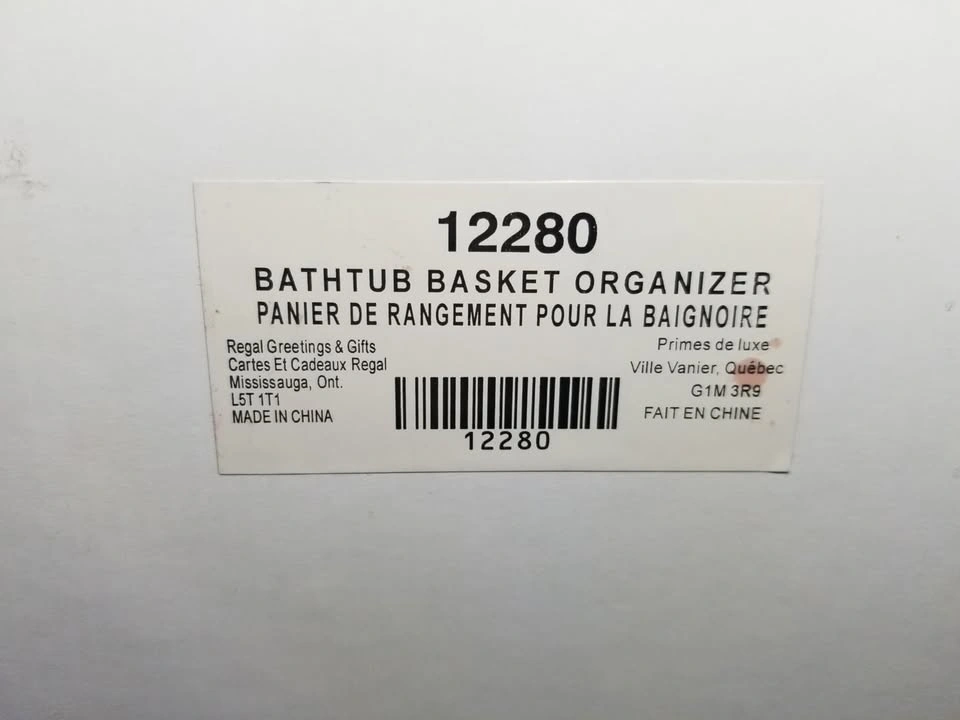 12280
BATHTUB BASKET ORGANIZER
PANIER DE RANGEMENT POUR LA BAIGNOIRE
Regal Greetings & Gifts
Cartes Et Cadeaux Regal
Mississauga, Ont.
L5T 1T1
MADE IN CHINA
12280
Primes de luxe
Ville Vanier, Québec
G1M 3R9
FAIT EN CHINE